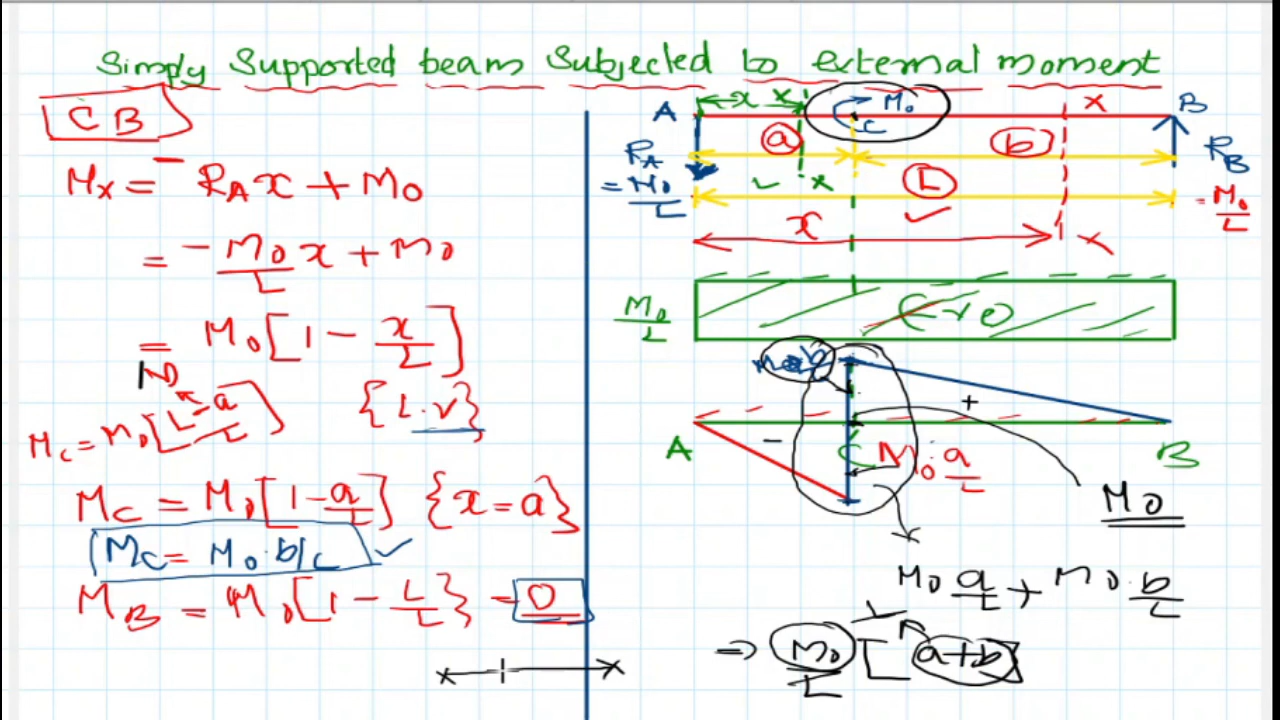 Simply Supported beam Subjected to external moment
CB
Mx = - RA x + M0
= - M0/L x + M0
= M0 [1 - x/L]
Mc = M0 [L-a/L] {L.V}
Mc = M0 [1 - a/L] {x = a}
Mc = M0 b/L
MB = M0 [1 - L/L] = 0
A x x M0 C x B
a b
RA = M0/L
RB = M0/L
x L
x x
M0/L (-ve)
M0 b/L
- +
A C M0 a/L B
M0
M0 a/L + M0 b/L
⇒ M0/L [a+b]